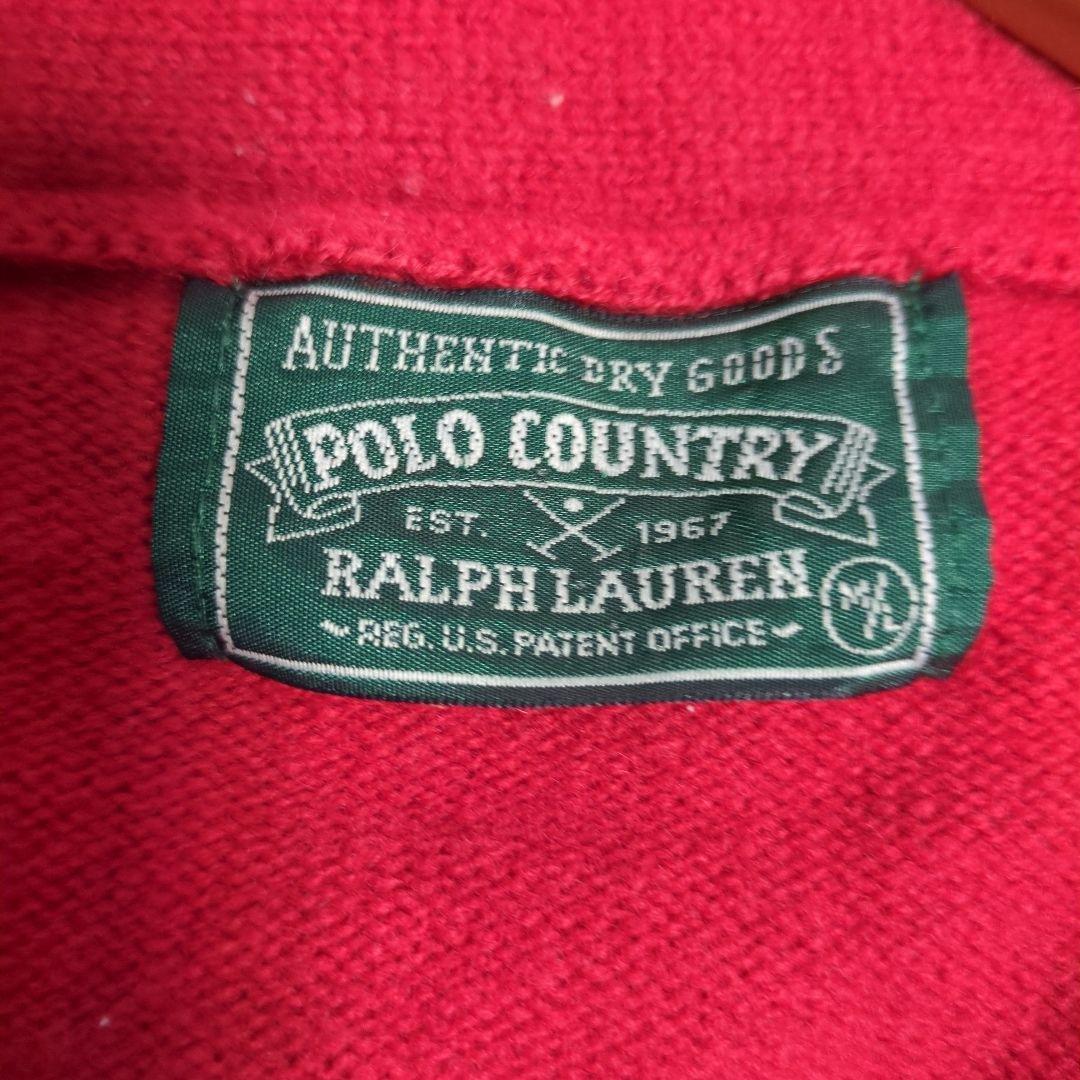 AUTHENTIC DRY GOODS
POLO COUNTRY
EST. 1967
RALPH LAUREN
M/L
REG. U.S. PATENT OFFICE